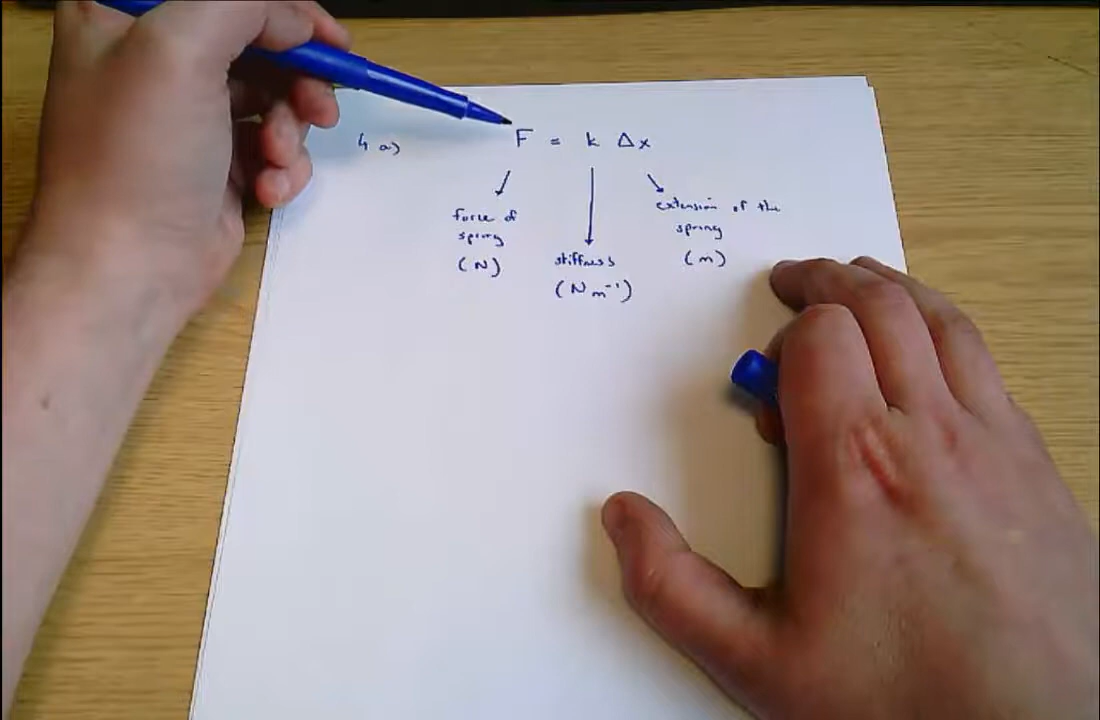 4 a) F = k Δx
force of
spring
(N)
stiffness
(N m⁻¹)
extension of the
spring
(m)